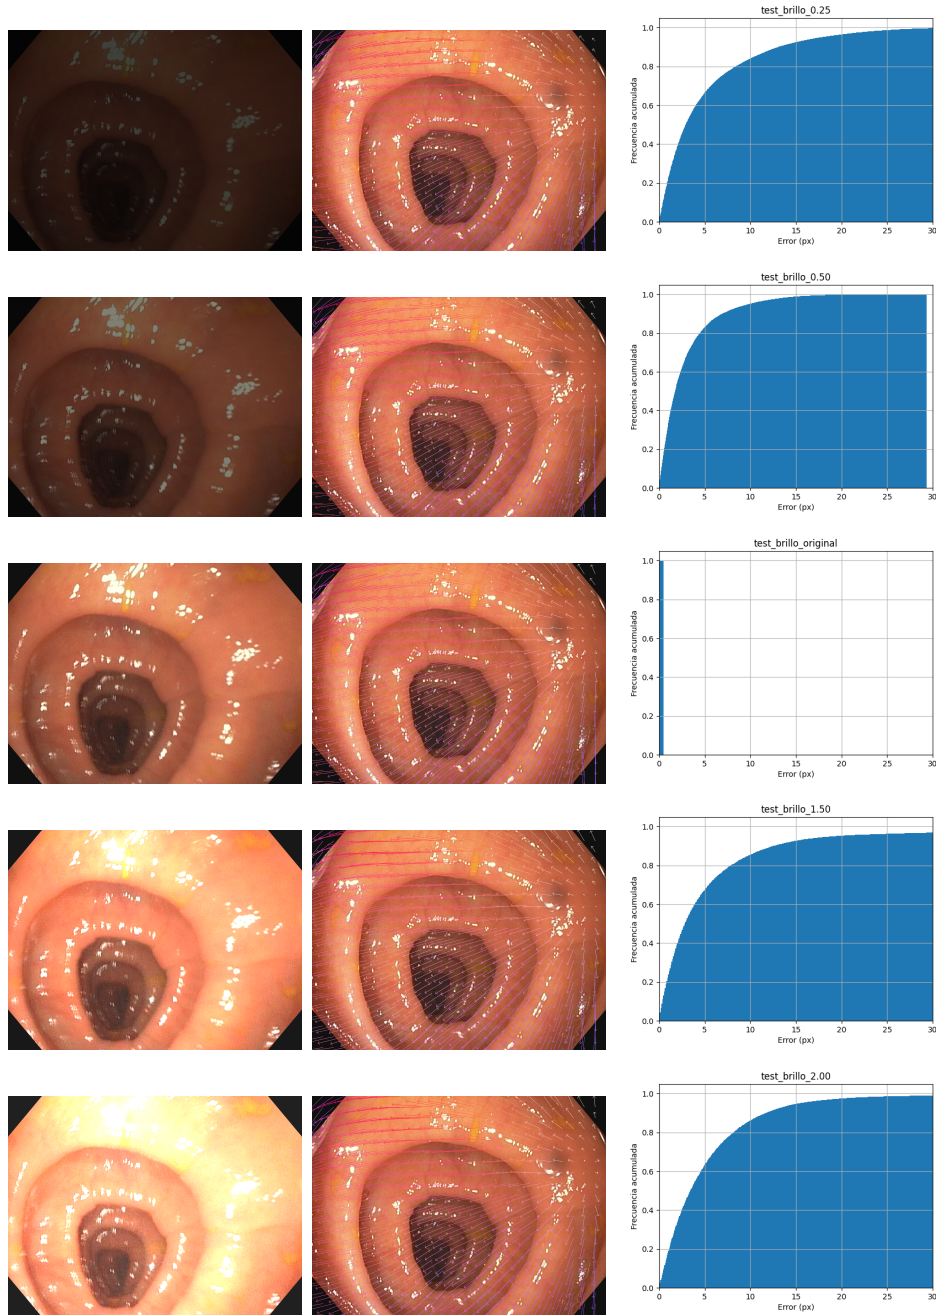 test_brillo_0.25
Frecuencia acumulada
1.0
0.8
0.6
0.4
0.2
0.0
0 5 10 15 20 25 30
Error (px)
test_brillo_0.50
Frecuencia acumulada
1.0
0.8
0.6
0.4
0.2
0.0
0 5 10 15 20 25 30
Error (px)
test_brillo_original
Frecuencia acumulada
1.0
0.8
0.6
0.4
0.2
0.0
0 5 10 15 20 25 30
Error (px)
test_brillo_1.50
Frecuencia acumulada
1.0
0.8
0.6
0.4
0.2
0.0
0 5 10 15 20 25 30
Error (px)
test_brillo_2.00
Frecuencia acumulada
1.0
0.8
0.6
0.4
0.2
0.0
0 5 10 15 20 25 30
Error (px)